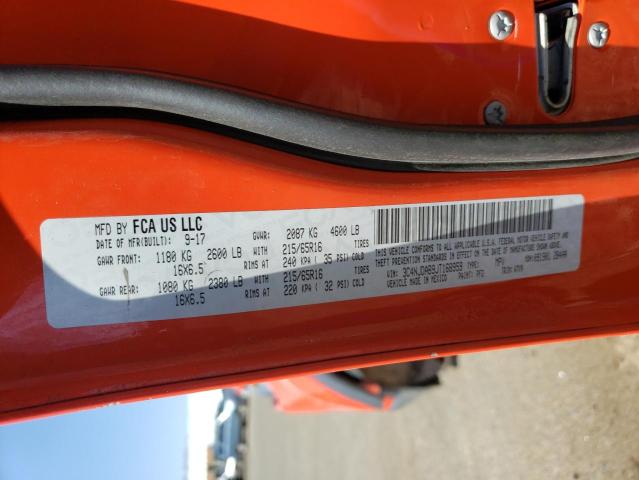 MFD BY FCA US LLC
DATE OF MFR(BUILT): 9-17 GVWR: 2087 KG 4600 LB
GAWR FRONT: 1180 KG 2600 LB WITH 215/65R16 TIRES
16X6.5 RIMS AT 240 KPA ( 35 PSI) COLD
GAWR REAR: 1080 KG 2380 LB WITH 215/65R16 TIRES
16X6.5 RIMS AT 220 KPA ( 32 PSI) COLD
THIS VEHICLE CONFORMS TO ALL APPLICABLE U.S.A. FEDERAL MOTOR VEHICLE SAFETY AND
THEFT PREVENTION STANDARDS IN EFFECT ON THE DATE OF MANUFACTURE SHOWN ABOVE.
VIN: TYPE: MPV
VEHICLE MADE IN MEXICO PAINT: TRIM: